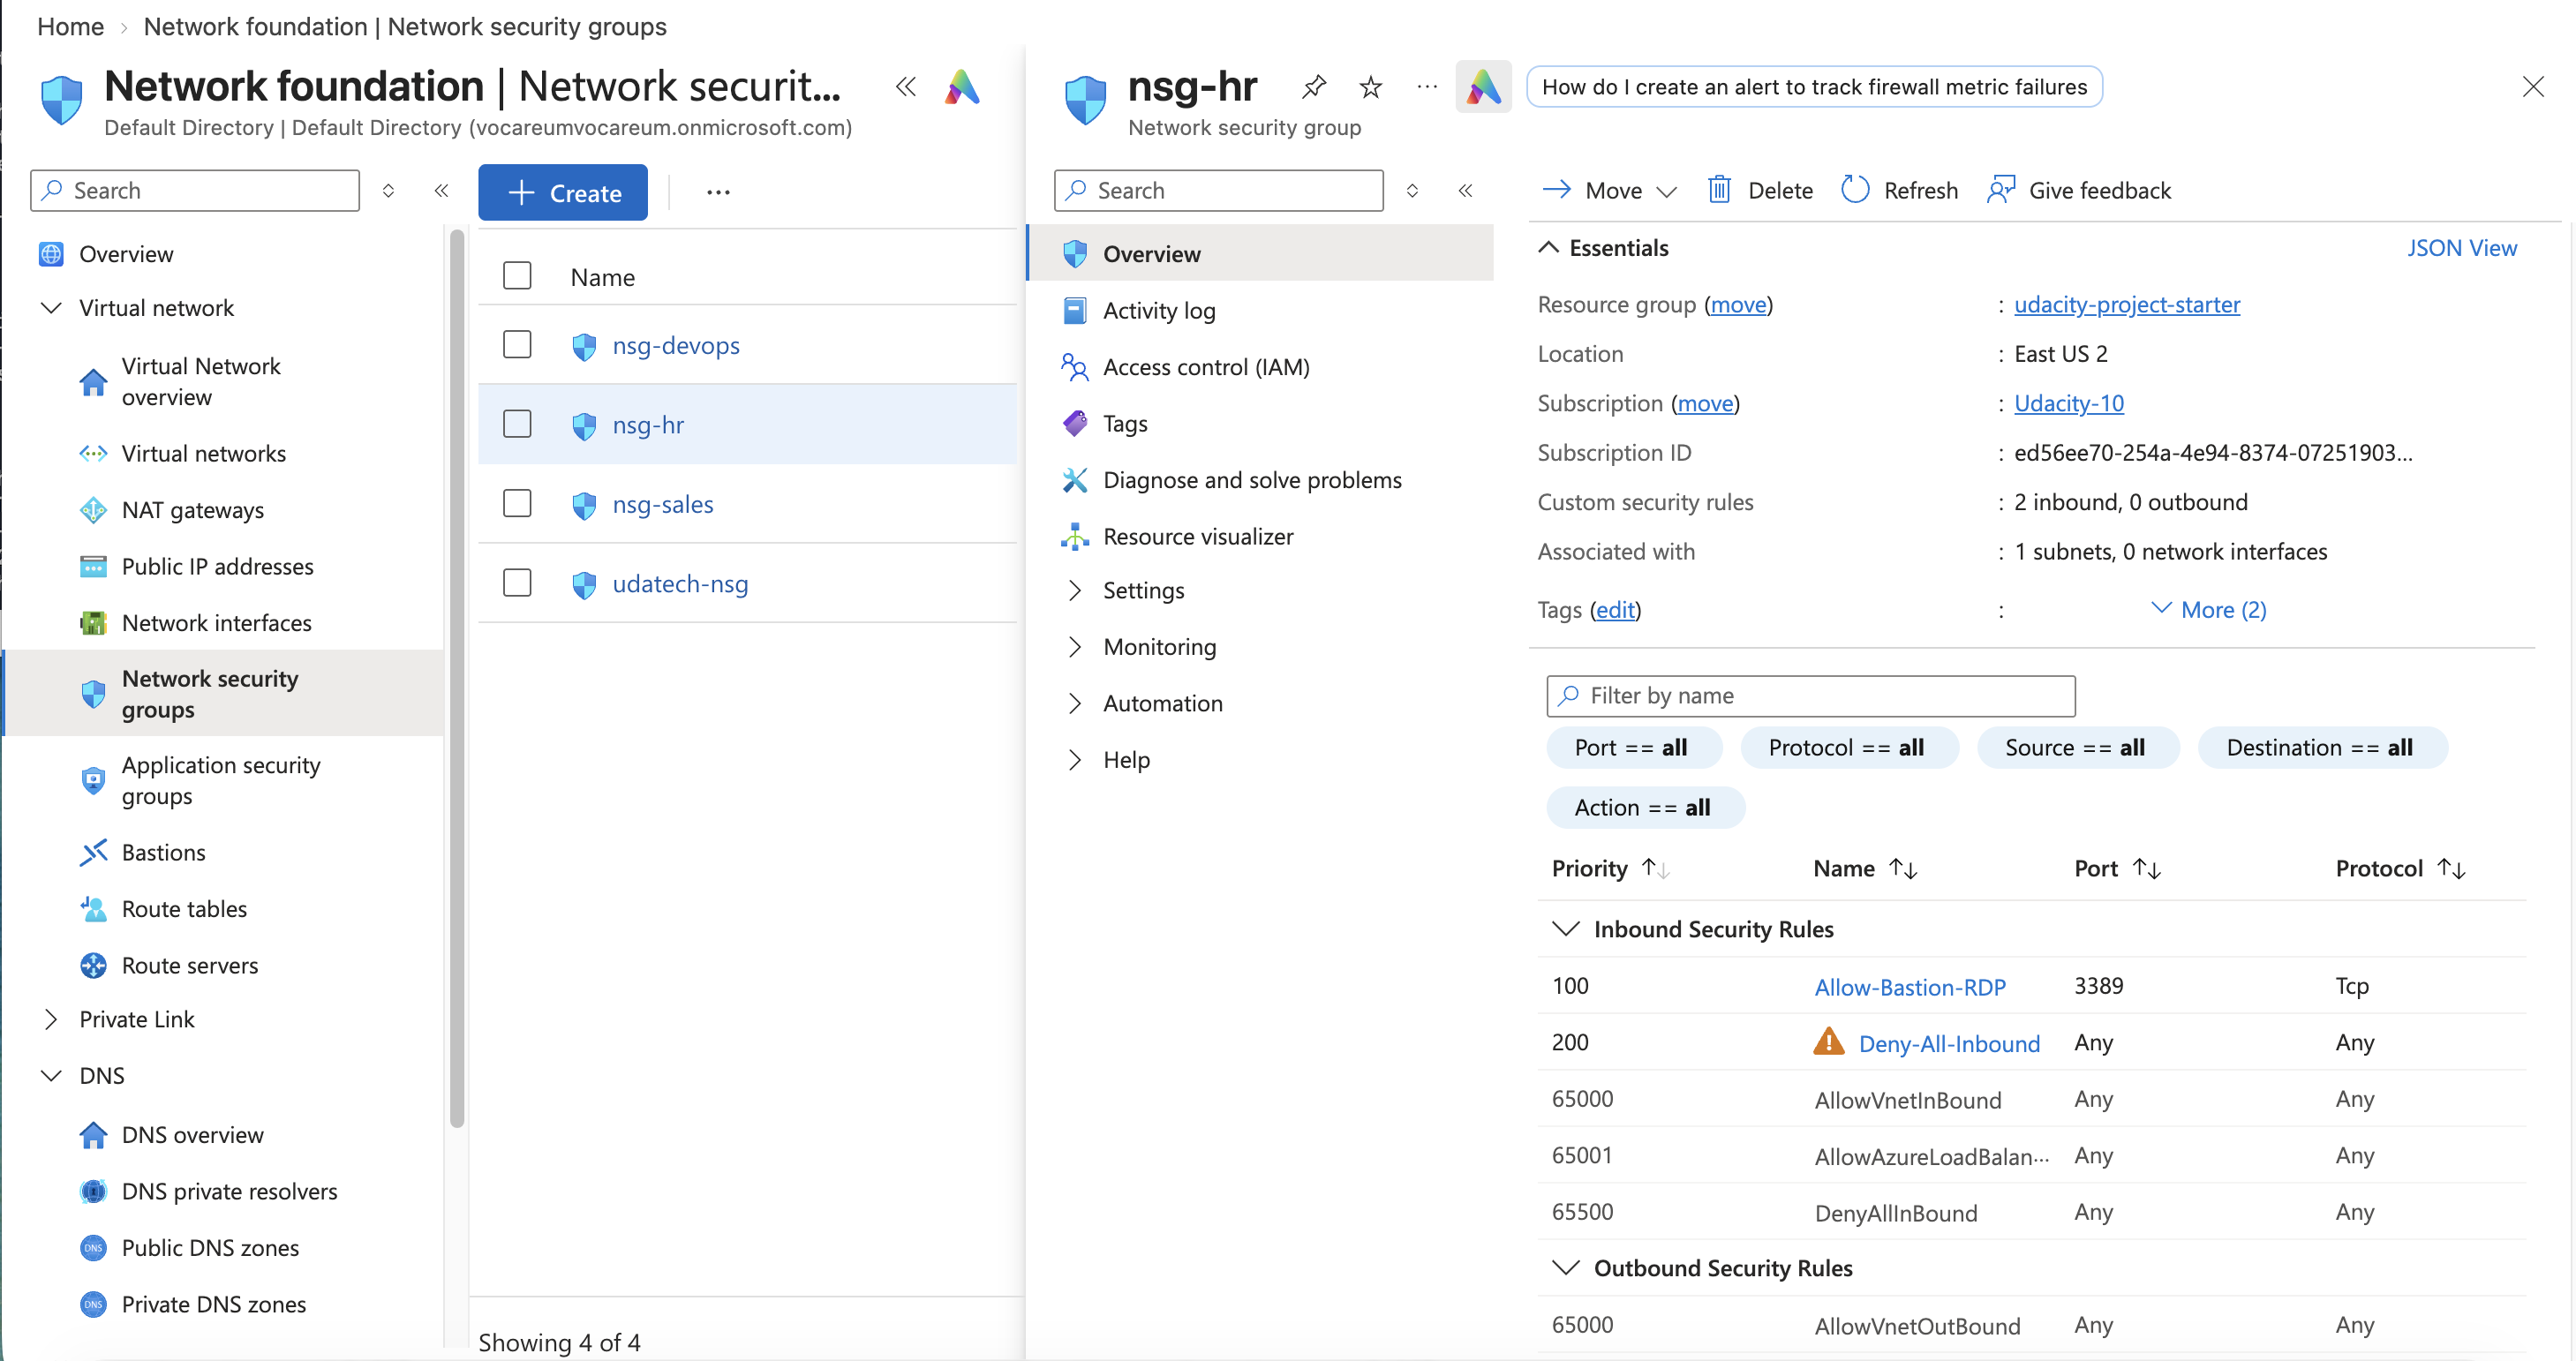 Home > Network foundation | Network security groups
Network foundation | Network securit...
Default Directory | Default Directory (vocareumvocareum.onmicrosoft.com)
Search
Create
...
Overview
Virtual network
Virtual Network
overview
Virtual networks
NAT gateways
Public IP addresses
Network interfaces
Network security
groups
Application security
groups
Bastions
Route tables
Route servers
Private Link
DNS
DNS overview
DNS private resolvers
DNS Public DNS zones
DNS Private DNS zones
Name
nsg-devops
nsg-hr
nsg-sales
udatech-nsg
Showing 4 of 4
nsg-hr
...
How do I create an alert to track firewall metric failures
Network security group
Search
Overview
Activity log
Access control (IAM)
Tags
Diagnose and solve problems
Resource visualizer
Settings
Monitoring
Automation
Help
Move Delete Refresh Give feedback
Essentials JSON View
Resource group (move) : udacity-project-starter
Location : East US 2
Subscription (move) : Udacity-10
Subscription ID : ed56ee70-254a-4e94-8374-07251903...
Custom security rules : 2 inbound, 0 outbound
Associated with : 1 subnets, 0 network interfaces
Tags (edit) : More (2)
Filter by name
Port == all Protocol == all Source == all Destination == all
Action == all
Priority Name Port Protocol
Inbound Security Rules
100 Allow-Bastion-RDP 3389 Tcp
200 Deny-All-Inbound Any Any
65000 AllowVnetInBound Any Any
65001 AllowAzureLoadBalan... Any Any
65500 DenyAllInBound Any Any
Outbound Security Rules
65000 AllowVnetOutBound Any Any